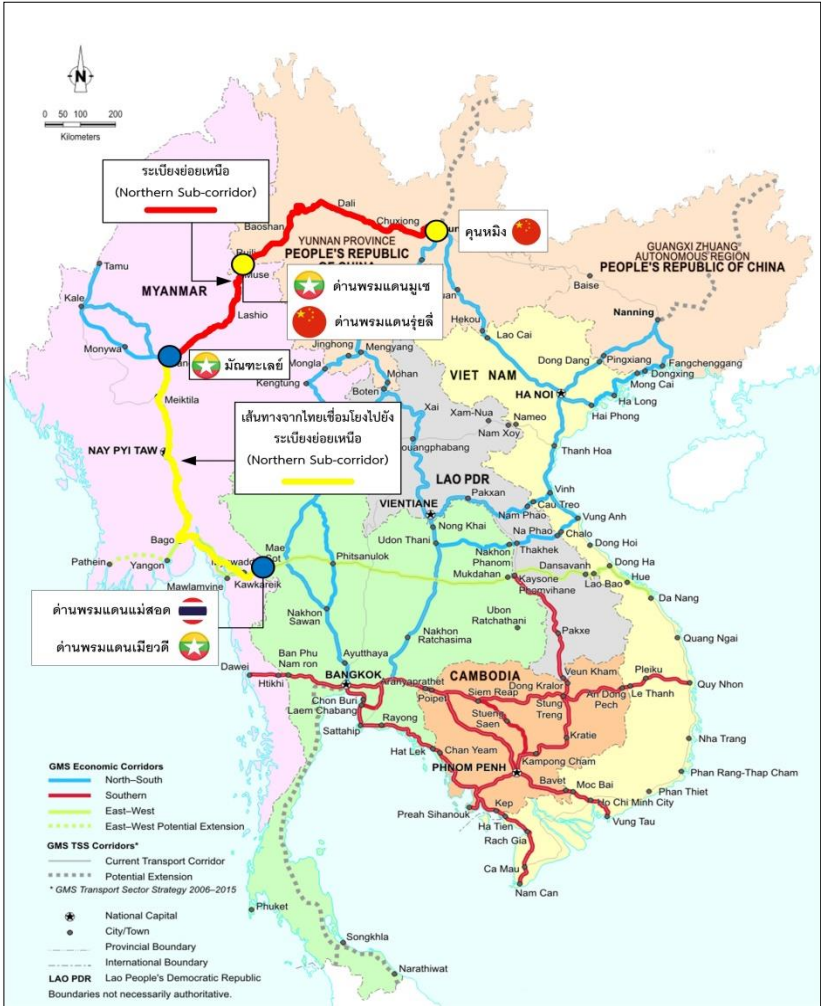 N
0 50 100 200
Kilometers
ระเบียงย่อยเหนือ
(Northern Sub-corridor)
Dali
Chuxiong
Baoshan
คุนหมิง
YUNNAN PROVINCE
PEOPLE'S REPUBLIC
OF CHINA
GUANGXI ZHUANG
AUTONOMOUS REGION
PEOPLE'S REPUBLIC OF CHINA
Tamu
Muse
Baise
MYANMAR
ด่านพรมแดนมูเซ
ด่านพรมแดนรุ่ยลี่
Kale
Lashio
Hekou
Nanning
Monywa
มัณฑะเลย์
Jinghong
Mengyang
Lao Cai
Dong Dang
Pingxiang
Fangchenggang
Mongla
Mohan
VIET NAM
Dongxing
Kengtung
Boten
HA NOI
Mong Cai
Ha Long
Meiktila
Xai
Xam-Nua
Nameo
Hai Phong
เส้นทางจากไทยเชื่อมโยงไปยัง
ระเบียงย่อยเหนือ
(Northern Sub-corridor)
Nam Xoy
NAY PYI TAW
Thanh Hoa
LAO PDR
Pakxan
VIENTIANE
Vinh
Nam Phao
Cau Treo
Nong Khai
Vung Anh
Bago
Udon Thani
Na Phao
Chalo
Mae
Sot
Dong Hoi
Pathein
Yangon
Phitsanulok
Nakhon
Phanom
Thakhek
Dong Ha
Kawkareik
Mukdahan
Kaysone
Phomvihane
Dansavanh
Lao Bao
Hue
Mawlamvine
Da Nang
ด่านพรมแดนแม่สอด
ด่านพรมแดนเมียวดี
Nakhon
Sawan
Ubon
Ratchathani
Pakxe
Quang Ngai
Nakhon
Ratchasima
Ban Phu
Nam ron
Ayutthaya
Dawei
Htikhi
BANGKOK
Aranyaprathet
CAMBODIA
Veun Kham
Pleiku
Poipet
Dong Kralor
Siem Reap
Stung
Treng
An Dong
Pech
Le Thanh
Quy Nhon
Chon Buri
Laem Chabang
Stueng
Saen
Rayong
Sattahip
Kratie
Nha Trang
Hat Lek
Chan Yeam
Kampong Cham
PHNOM PENH
Bavet
Moc Bai
Phan Rang-Thap Cham
Phan Thiet
Ho Chi Minh City
Preah Sihanouk
Kep
Vung Tau
Ha Tien
Rach Gia
Ca Mau
Nam Can
GMS Economic Corridors
North–South
Southern
East–West
East–West Potential Extension
GMS TSS Corridors*
Current Transport Corridor
Potential Extension
* GMS Transport Sector Strategy 2006–2015
Phuket
National Capital
City/Town
Songkhla
Provincial Boundary
International Boundary
LAO PDR Lao People's Democratic Republic
Narathiwat
Boundaries not necessarily authoritative.